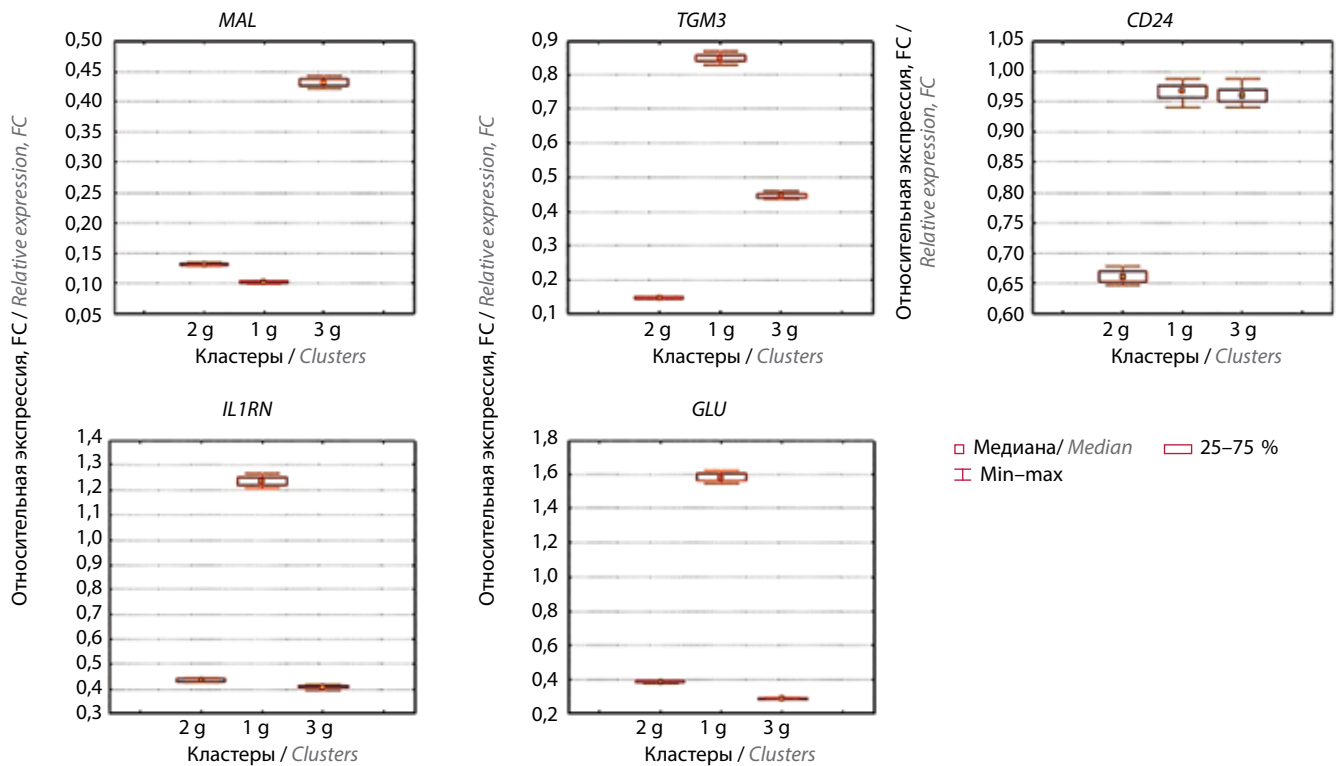 MAL
Относительная экспрессия, FC / Relative expression, FC
0,50
0,45
0,40
0,30
0,25
0,20
0,15
0,10
0,05
2 g 1 g 3 g
Кластеры / Clusters
TGM3
Относительная экспрессия, FC / Relative expression, FC
0,9
0,8
0,7
0,6
0,5
0,4
0,3
0,2
0,1
2 g 1 g 3 g
Кластеры / Clusters
CD24
Относительная экспрессия, FC /
Relative expression, FC
1,05
1,00
0,95
0,90
0,85
0,80
0,75
0,70
0,65
0,60
2 g 1 g 3 g
Кластеры / Clusters
IL1RN
1,4
1,3
1,2
1,1
1,0
0,9
0,8
0,7
0,6
0,5
0,4
0,3
2 g 1 g 3 g
Кластеры / Clusters
GLU
1,8
1,6
1,4
1,2
1,0
0,8
0,6
0,4
0,2
2 g 1 g 3 g
Кластеры / Clusters
Медиана/ Median 25–75 %
Min–max